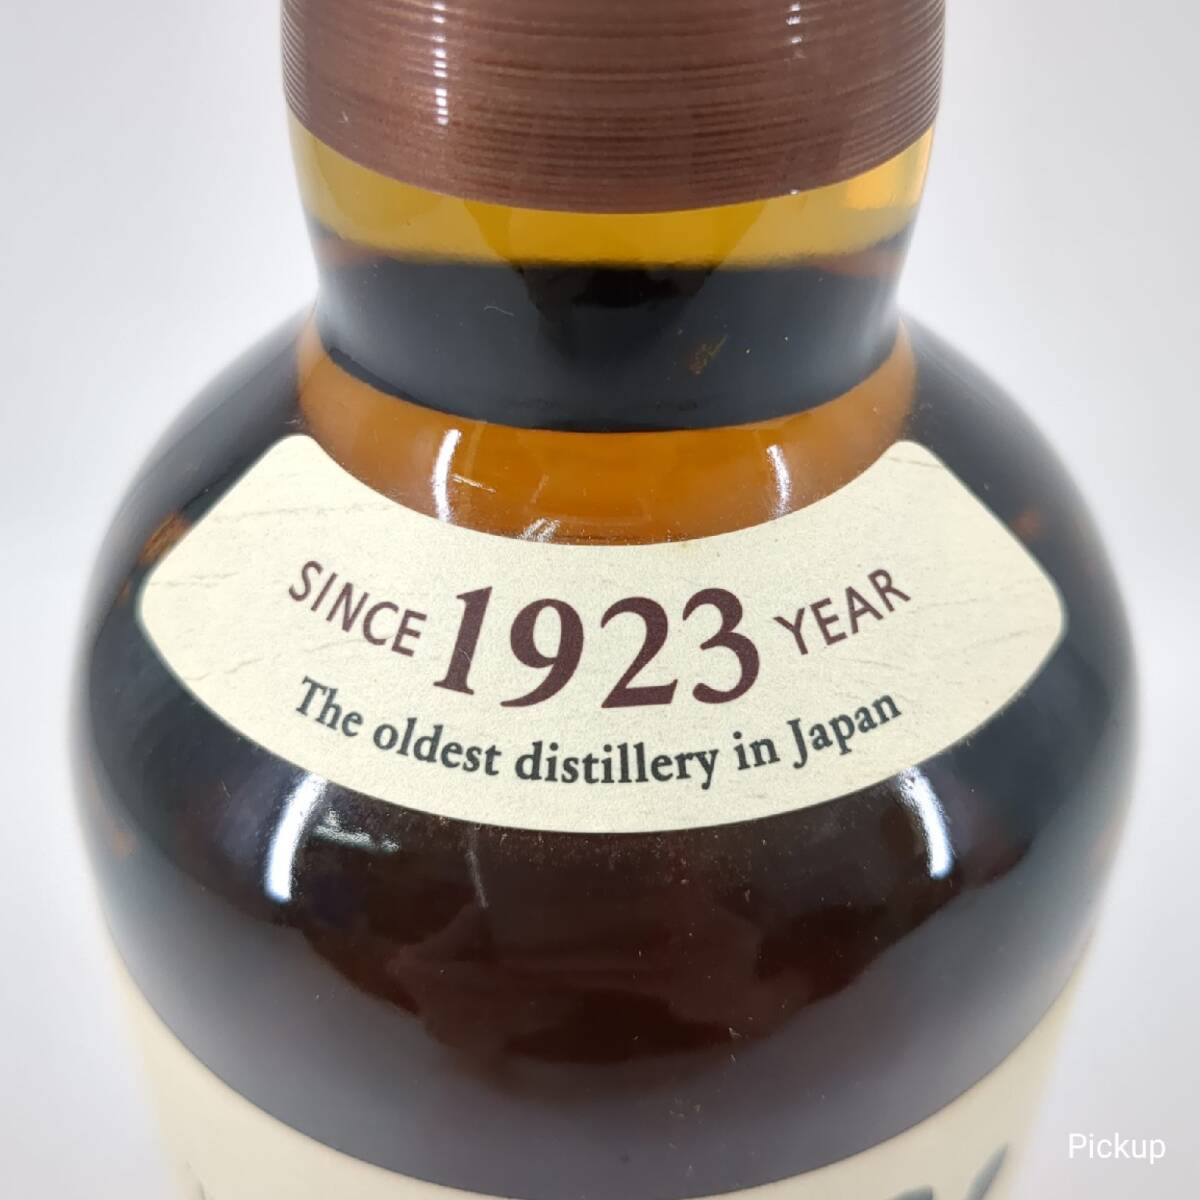 SINCE 1923 YEAR
The oldest distillery in Japan
Pickup